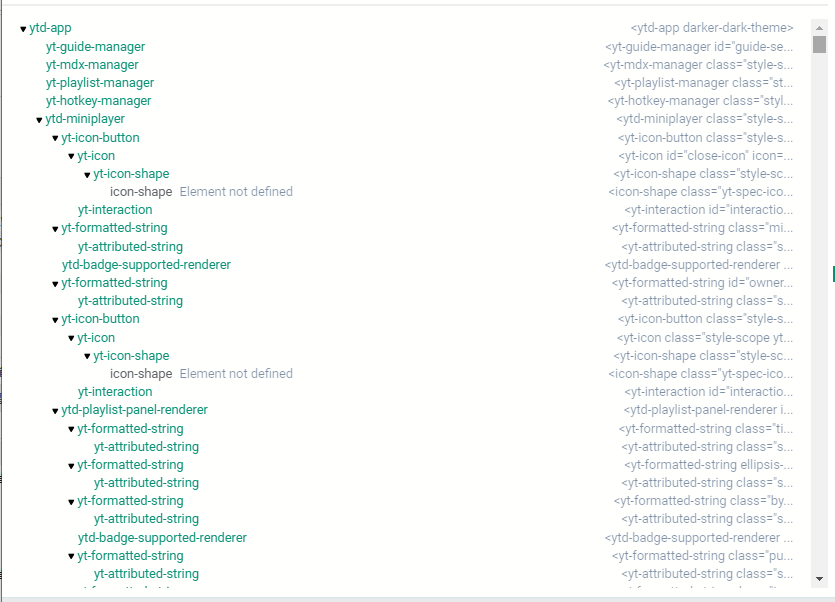 ytd-app <ytd-app darker-dark-theme>
yt-guide-manager <yt-guide-manager id="guide-se...
yt-mdx-manager <yt-mdx-manager class="style-s...
yt-playlist-manager <yt-playlist-manager class="st...
yt-hotkey-manager <yt-hotkey-manager class="styl...
ytd-miniplayer <ytd-miniplayer class="style-s...
yt-icon-button <yt-icon-button class="style-s...
yt-icon <yt-icon id="close-icon" icon=...
yt-icon-shape <yt-icon-shape class="style-sc...
icon-shape Element not defined <icon-shape class="yt-spec-ico...
yt-interaction <yt-interaction id="interactio...
yt-formatted-string <yt-formatted-string class="mi...
yt-attributed-string <yt-attributed-string class="s...
ytd-badge-supported-renderer <ytd-badge-supported-renderer ...
yt-formatted-string <yt-formatted-string id="owner...
yt-attributed-string <yt-attributed-string class="s...
yt-icon-button <yt-icon-button class="style-s...
yt-icon <yt-icon class="style-scope yt...
yt-icon-shape <yt-icon-shape class="style-sc...
icon-shape Element not defined <icon-shape class="yt-spec-ico...
yt-interaction <yt-interaction id="interactio...
ytd-playlist-panel-renderer <ytd-playlist-panel-renderer i...
yt-formatted-string <yt-formatted-string class="ti...
yt-attributed-string <yt-attributed-string class="s...
yt-formatted-string <yt-formatted-string ellipsis-...
yt-attributed-string <yt-attributed-string class="s...
yt-formatted-string <yt-formatted-string class="by...
yt-attributed-string <yt-attributed-string class="s...
ytd-badge-supported-renderer <ytd-badge-supported-renderer ...
yt-formatted-string <yt-formatted-string class="pu...
yt-attributed-string <yt-attributed-string class="s...